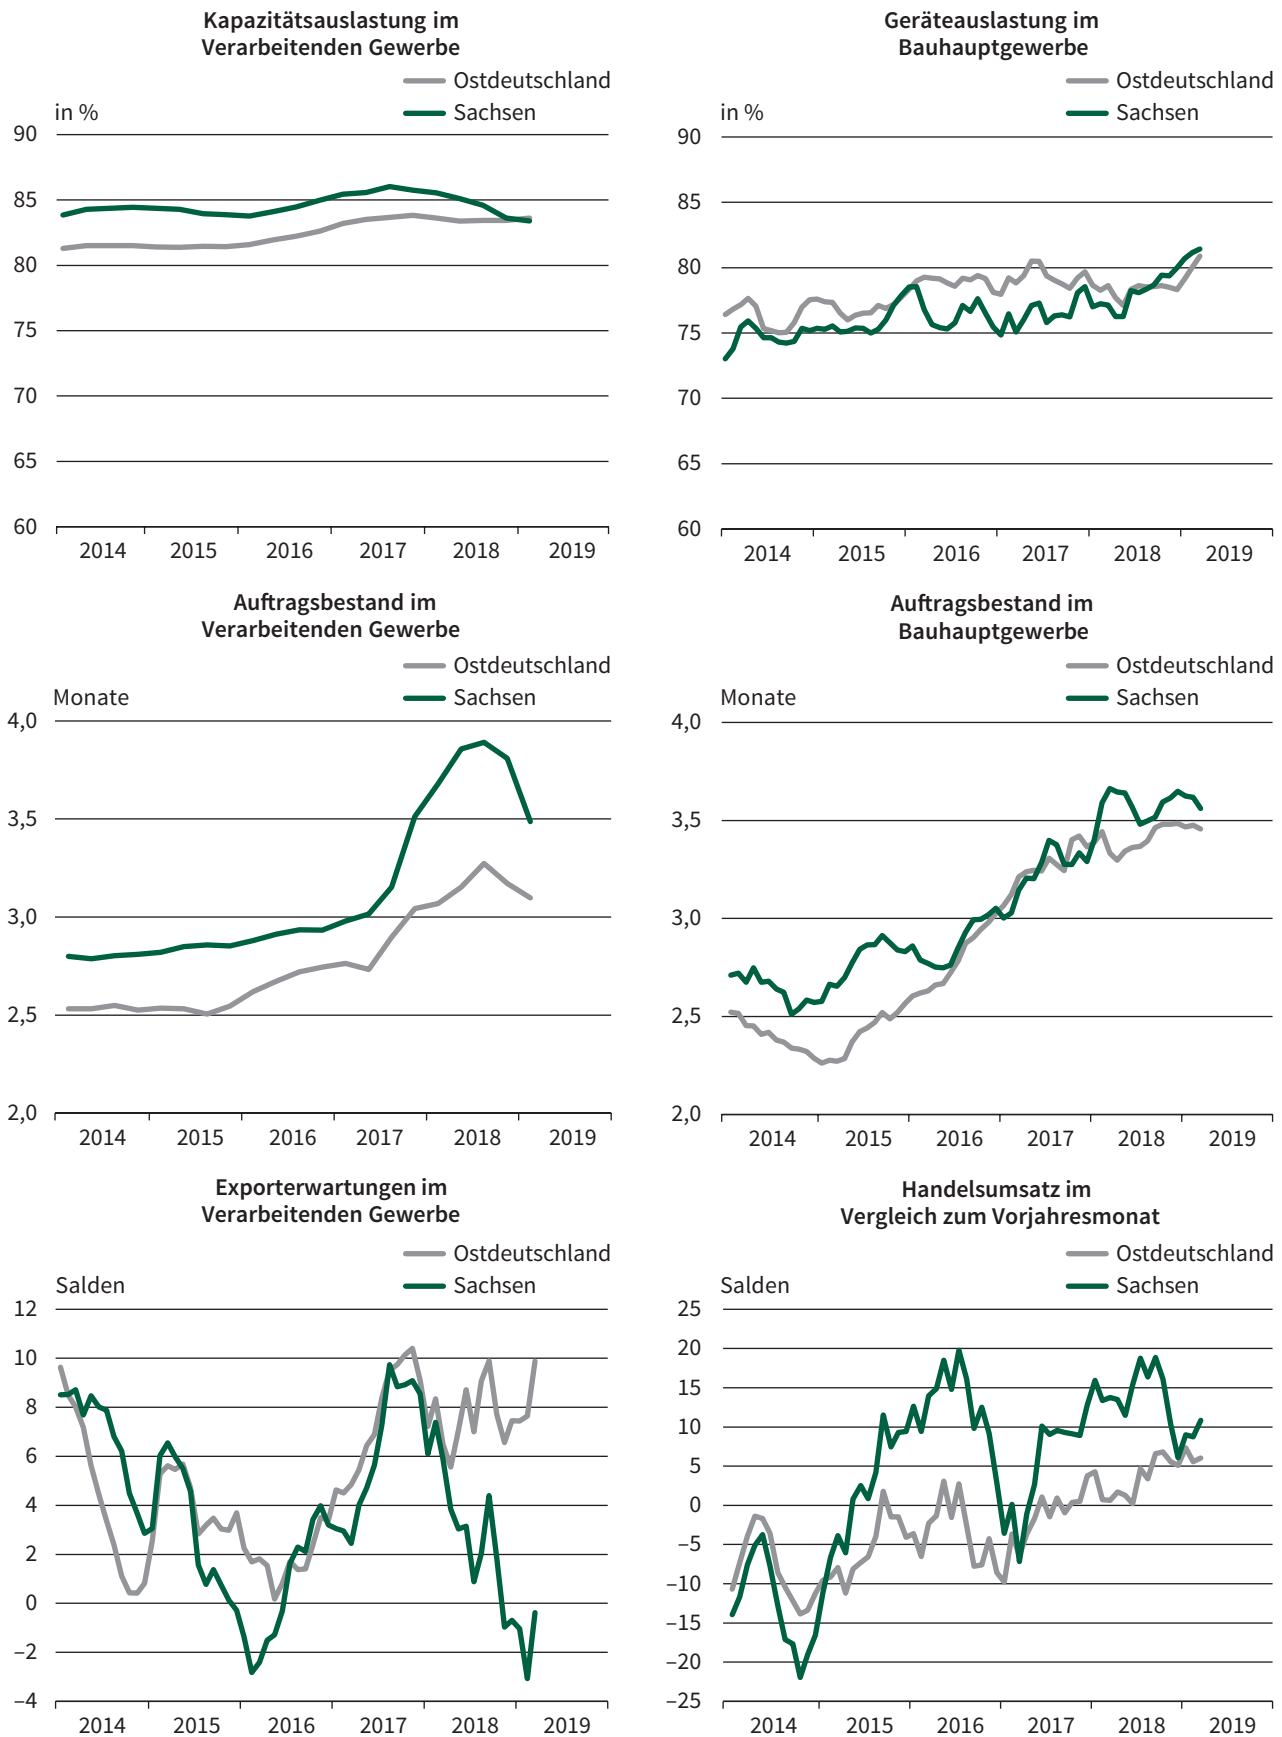 Kapazitätsauslastung im
Verarbeitenden Gewerbe
Ostdeutschland
Sachsen
in %
90
85
80
75
70
65
60
2014 2015 2016 2017 2018 2019
Geräteauslastung im
Bauhauptgewerbe
Ostdeutschland
Sachsen
in %
90
85
80
75
70
65
60
2014 2015 2016 2017 2018 2019
Auftragsbestand im
Verarbeitenden Gewerbe
Ostdeutschland
Sachsen
Monate
4,0
3,5
3,0
2,5
2,0
2014 2015 2016 2017 2018 2019
Auftragsbestand im
Bauhauptgewerbe
Ostdeutschland
Sachsen
Monate
4,0
3,5
3,0
2,5
2,0
2014 2015 2016 2017 2018 2019
Exporterwartungen im
Verarbeitenden Gewerbe
Ostdeutschland
Sachsen
Salden
12
10
8
6
4
2
0
−2
−4
2014 2015 2016 2017 2018 2019
Handelsumsatz im
Vergleich zum Vorjahresmonat
Ostdeutschland
Sachsen
Salden
25
20
15
10
5
0
−5
−10
−15
−20
−25
2014 2015 2016 2017 2018 2019